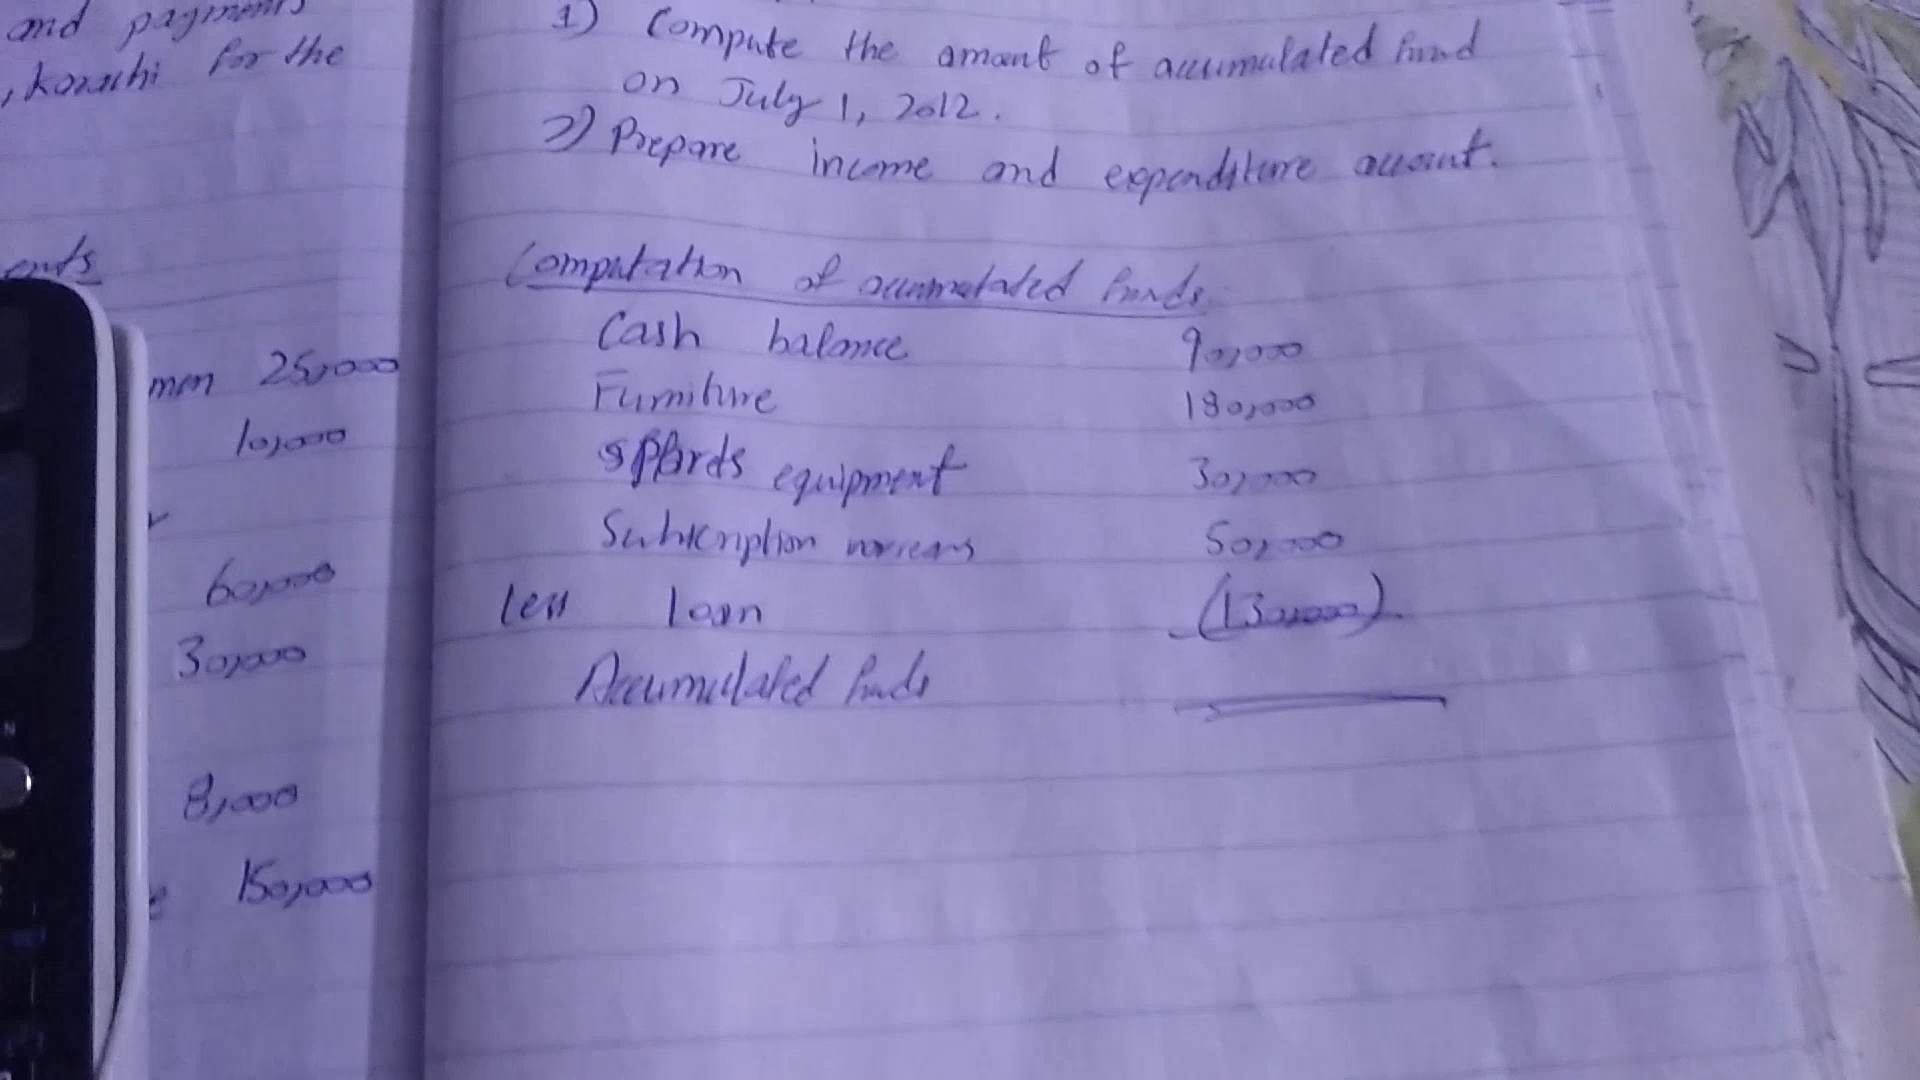 and payments
, karachi for the
ents
men 25,000
10,000
60,000
30,000
8,000
150,000
1) Compute the amount of accumulated fund
on July 1, 2012.
2) Prepare income and expenditure account.
Computation of accumulated funds.
Cash balance 90,000
Furniture 180,000
sports equipment 30,000
Subscription 50,000
Less loan (130,000)
Accumulated funds